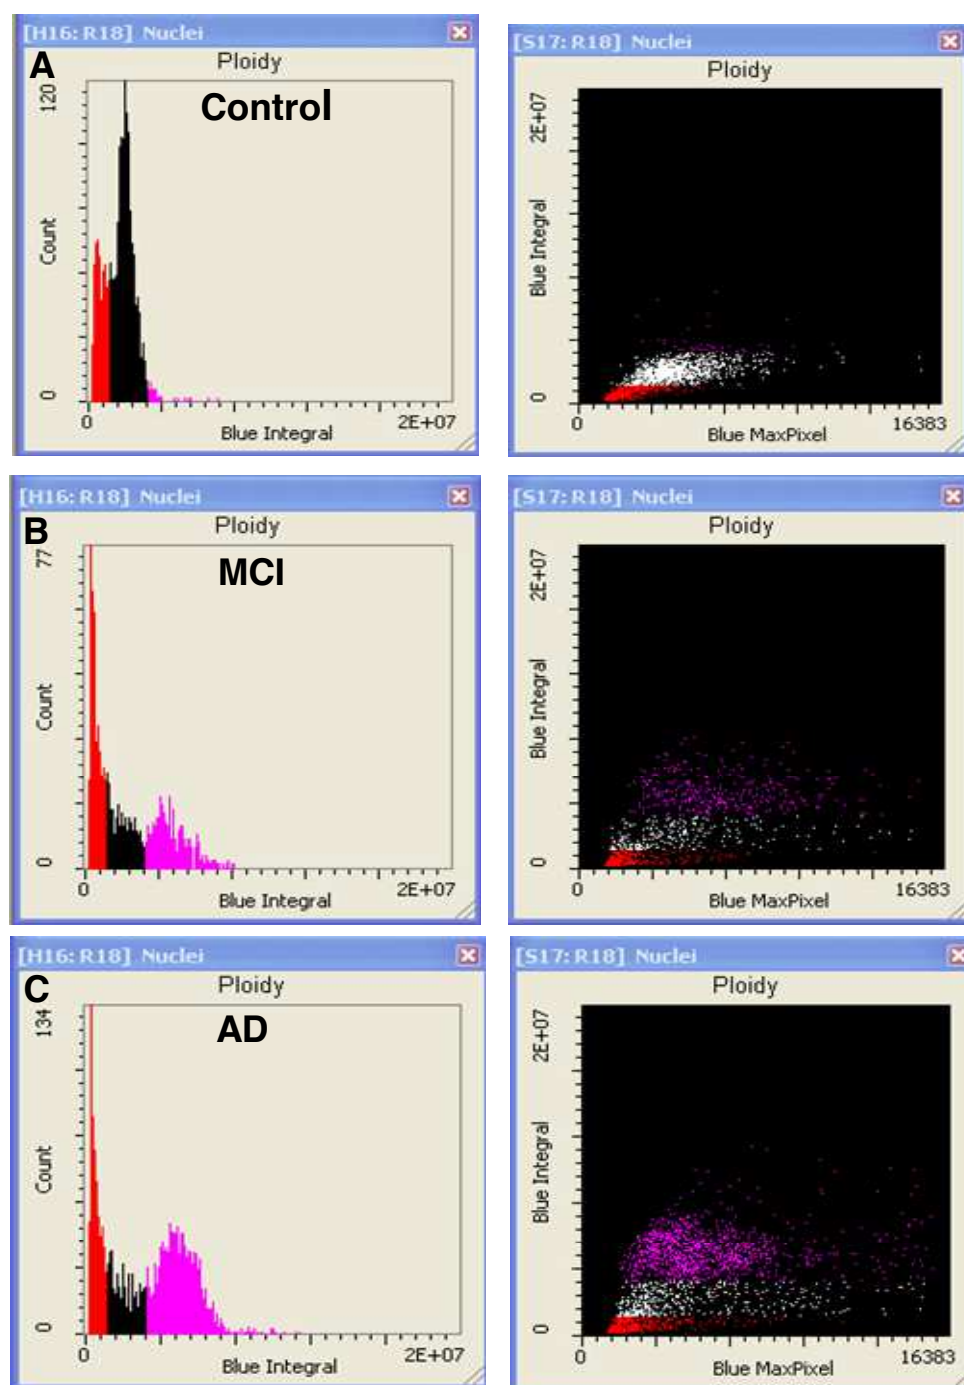 [H16: R18] Nuclei
A
Ploidy
Control
120
Count
0
0
2E+07
Blue Integral
[S17: R18] Nuclei
Ploidy
2E+07
Blue Integral
0
0
16383
Blue MaxPixel
[H16: R18] Nuclei
B
Ploidy
MCI
77
Count
0
0
2E+07
Blue Integral
[S17: R18] Nuclei
Ploidy
2E+07
Blue Integral
0
0
16383
Blue MaxPixel
[H16: R18] Nuclei
C
Ploidy
AD
134
Count
0
0
2E+07
Blue Integral
[S17: R18] Nuclei
Ploidy
2E+07
Blue Integral
0
0
16383
Blue MaxPixel